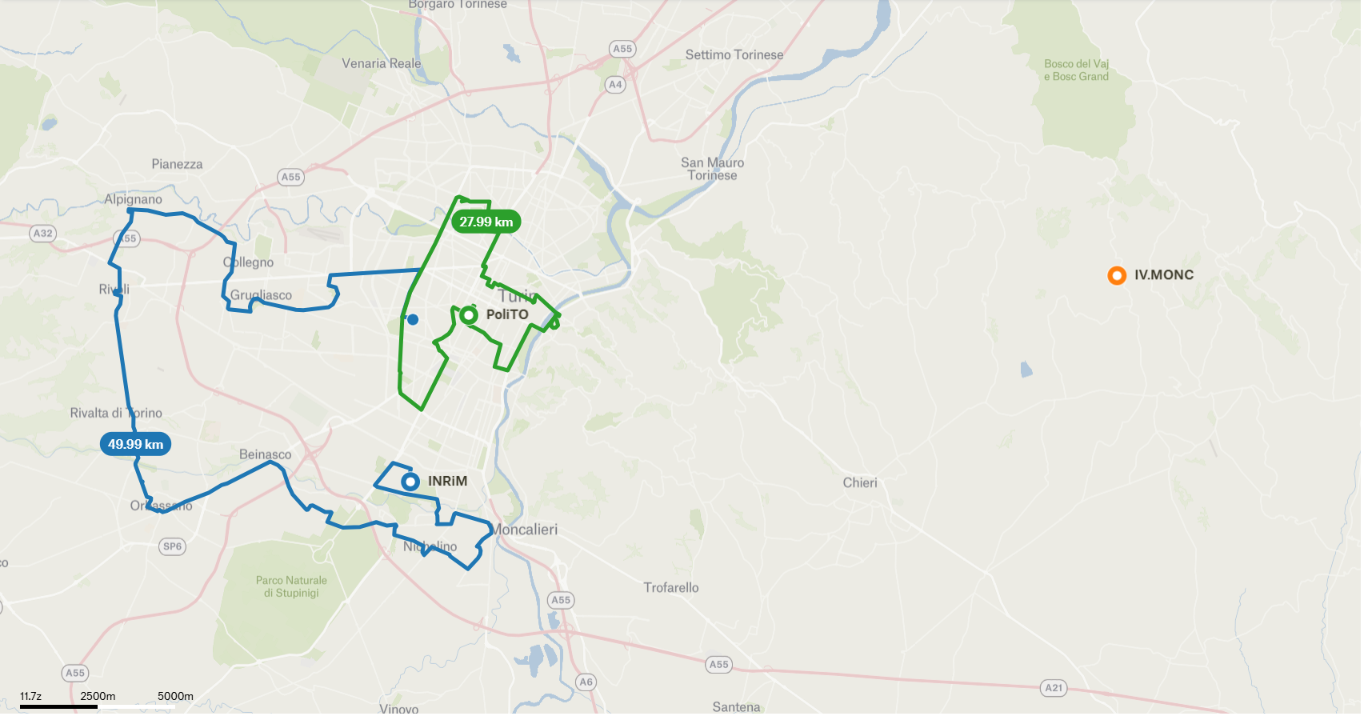 Borgaro Torinese
A55
Settimo Torinese
Venaria Reale
Bosco del Vaj
e Bosc Grand
A4
Pianezza
San Mauro
Torinese
A55
Alpignano
27.99 km
A32
A55
Collegno
IV.MONC
Rivoli
Grugliasco
Turin
PoliTO
Rivalta di Torino
49.99 km
Beinasco
INRiM
Chieri
Orbassano
Moncalieri
SP6
Nichelino
Parco Naturale
di Stupinigi
Trofarello
A55
A55
A55
A6
A21
11.7z 2500m 5000m
Vinovo
Santena